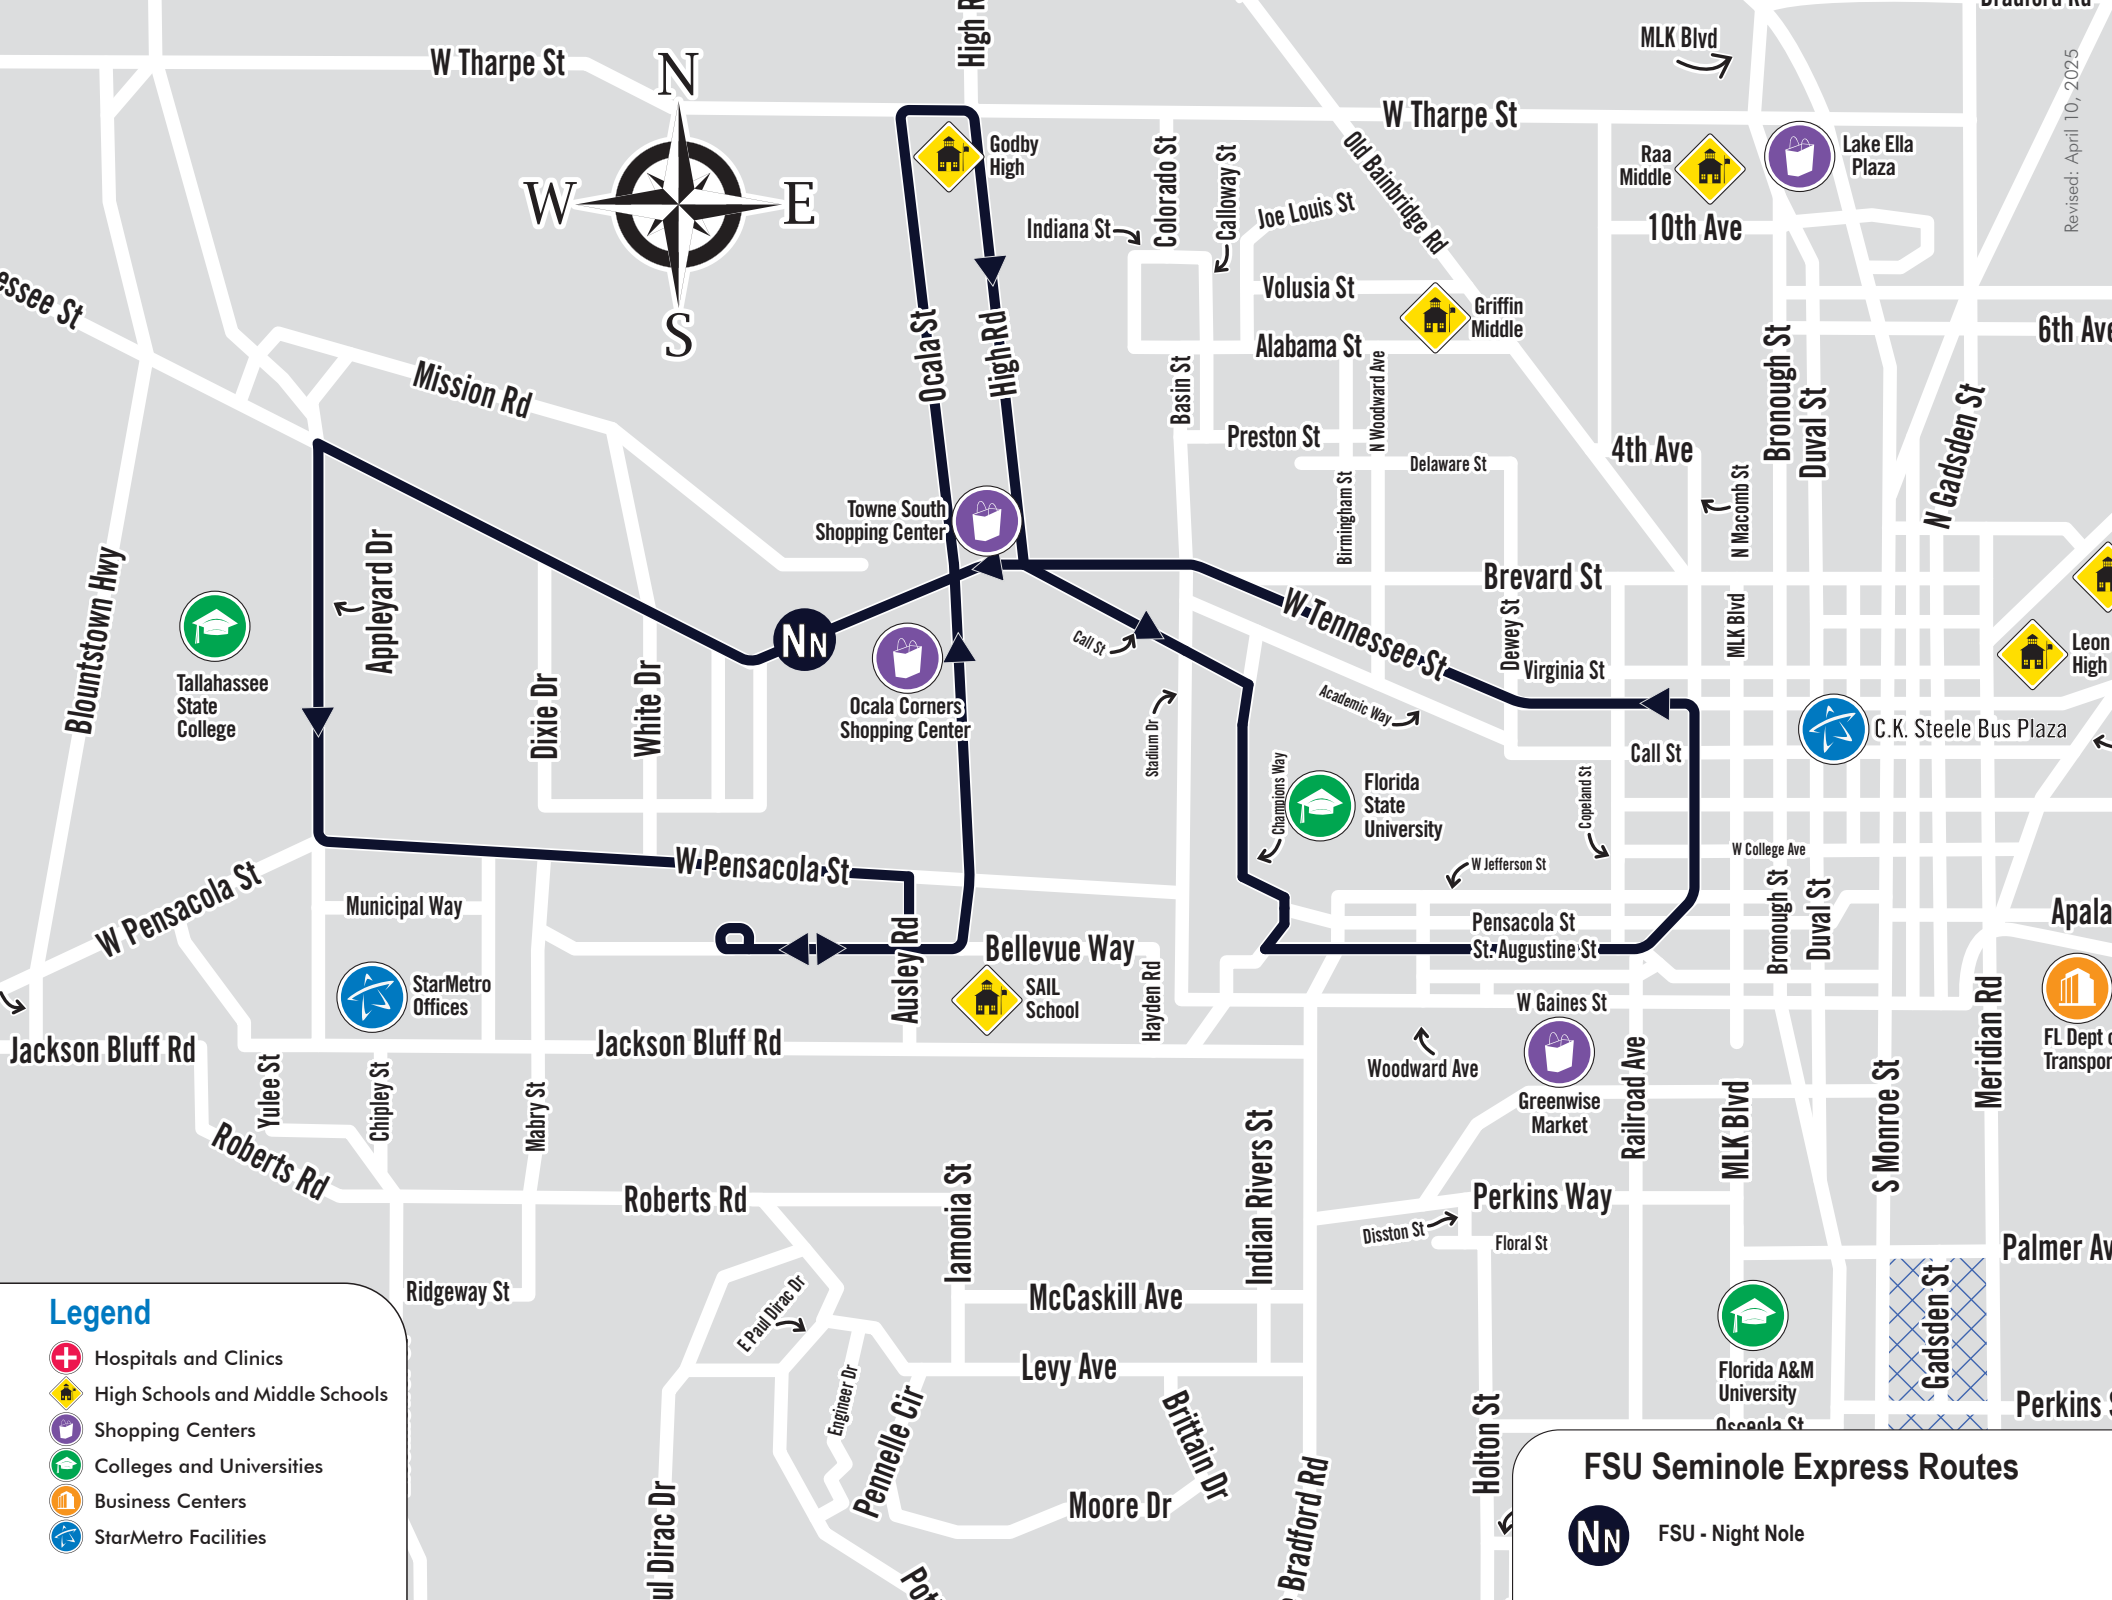 High R
Bradford Rd
MLK Blvd
W Tharpe St
N
W Tharpe St
Revised: April 10, 2025
Godby
High
Colorado St
Calloway St
Old Bainbridge Rd
Raa
Middle
Lake Ella
Plaza
W
E
Joe Louis St
Indiana St
10th Ave
essee St
Volusia St
Griffin
Middle
S
Ocala St
High Rd
Alabama St
6th Ave
Bronough St
Duval St
Mission Rd
Basin St
N Woodward Ave
N Gadsden St
Preston St
4th Ave
Delaware St
N Macomb St
Birmingham St
Towne South
Shopping Center
Appleyard Dr
Blountstown Hwy
Brevard St
W Tennessee St
Dewey St
MLK Blvd
NN
Call St
Leon
High
Tallahassee
State
College
Virginia St
Dixie Dr
White Dr
Ocala Corners
Shopping Center
Stadium Dr
Academic Way
C.K. Steele Bus Plaza
Call St
Champions Way
Florida
State
University
Copeland St
W Pensacola St
W Jefferson St
W College Ave
W Pensacola St
Municipal Way
Bronough St
Duval St
Apala
Pensacola St
St. Augustine St
Ausley Rd
Bellevue Way
StarMetro
Offices
SAIL
School
Hayden Rd
W Gaines St
Meridian Rd
Jackson Bluff Rd
Jackson Bluff Rd
Woodward Ave
FL Dept o
Transpor
Yulee St
Chipley St
Mabry St
Greenwise
Market
Railroad Ave
MLK Blvd
S Monroe St
Roberts Rd
Roberts Rd
Iamonia St
Indian Rivers St
Perkins Way
Disston St
Floral St
Palmer Av
Ridgeway St
E Paul Dirac Dr
McCaskill Ave
Gadsden St
Levy Ave
Florida A&M
University
Engineer Dr
Pennelle Cir
Brittain Dr
Holton St
Perkins S
Osceola St
Moore Dr
ul Dirac Dr
Bradford Rd
Pot
Legend
Hospitals and Clinics
High Schools and Middle Schools
Shopping Centers
Colleges and Universities
Business Centers
StarMetro Facilities
FSU Seminole Express Routes
NN
FSU - Night Nole